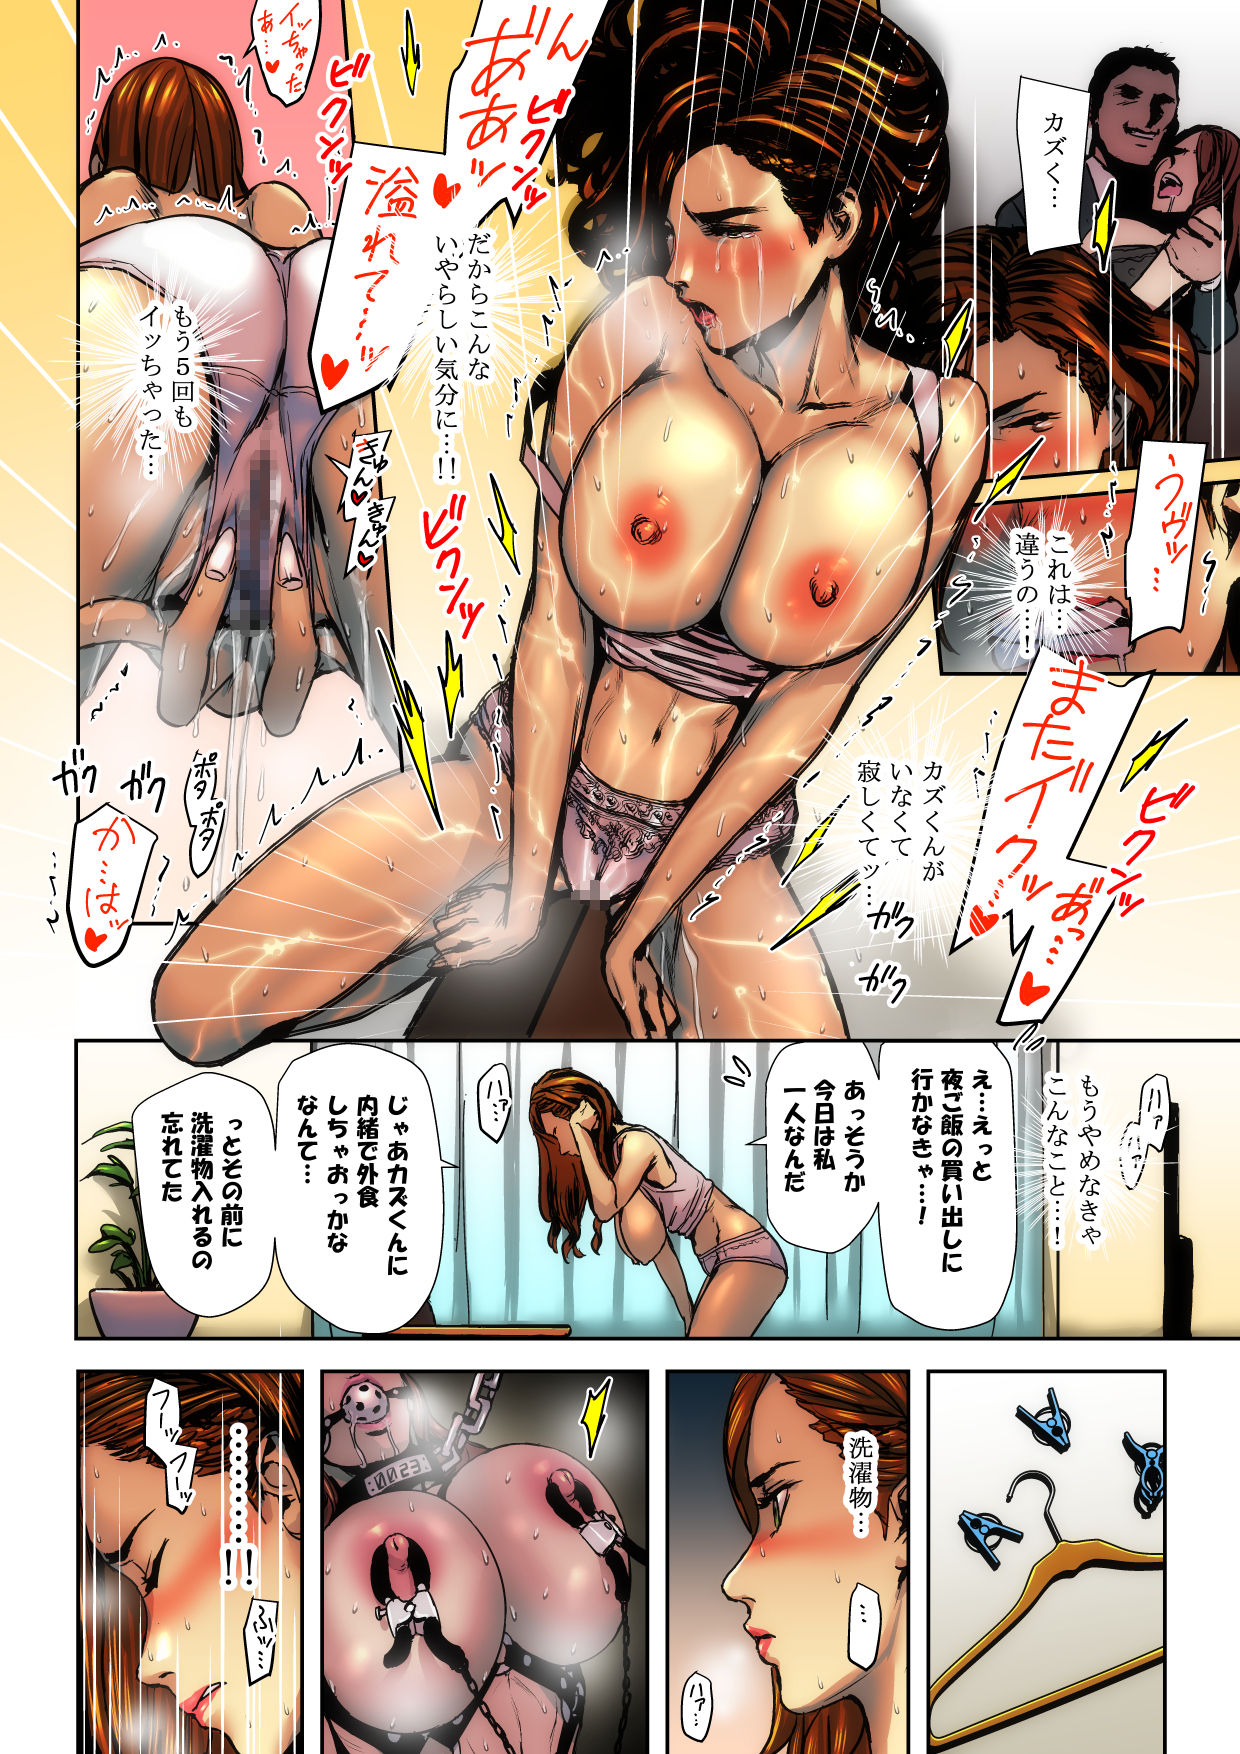 カズく…
うヴッ…
これは…
違うの…！
またイクッ
あっ…
ビクンッ
カズくんが
いなくて
寂しくてッ…
ガク
ガク
んあ゛あ゛ッ
ビクンッ
溢れて…ッ
だからこんな
いやらしい気分に…!!
ビクンッ
イッちゃった
あ…
ビクンッ
もう5回も
イッちゃった…
きゅん
きゅん
ポタ
ポタ
ガク
ガク
か…はッ
ハァ…
もうやめなきゃ
こんなこと…！
え…えっと
夜ご飯の買い出しに
行かなきゃ…！
あっそうか
今日は私
一人なんだ
ハァ…
じゃあカズくんに
内緒で外食
しちゃおっかな
なんて…
っとその前に
洗濯物入れるの
忘れてた
洗濯物…
…
ハァ…
:0023:
…………!!
フーッ
フーッ
ふッ…